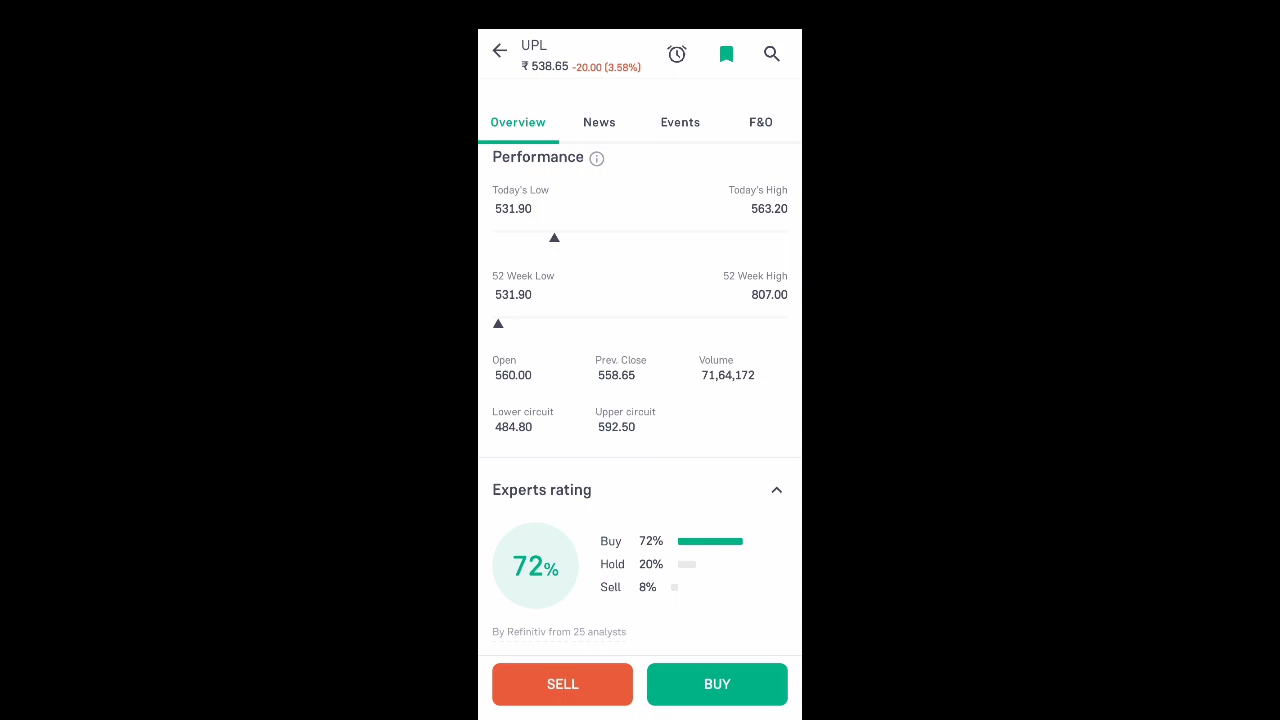 UPL
₹ 538.65 -20.00 (3.58%)
Overview News Events F&O
Performance
Today's Low Today's High
531.90 563.20
52 Week Low 52 Week High
531.90 807.00
Open Prev. Close Volume
560.00 558.65 71,64,172
Lower circuit Upper circuit
484.80 592.50
Experts rating
72%
Buy 72%
Hold 20%
Sell 8%
By Refinitiv from 25 analysts
SELL BUY